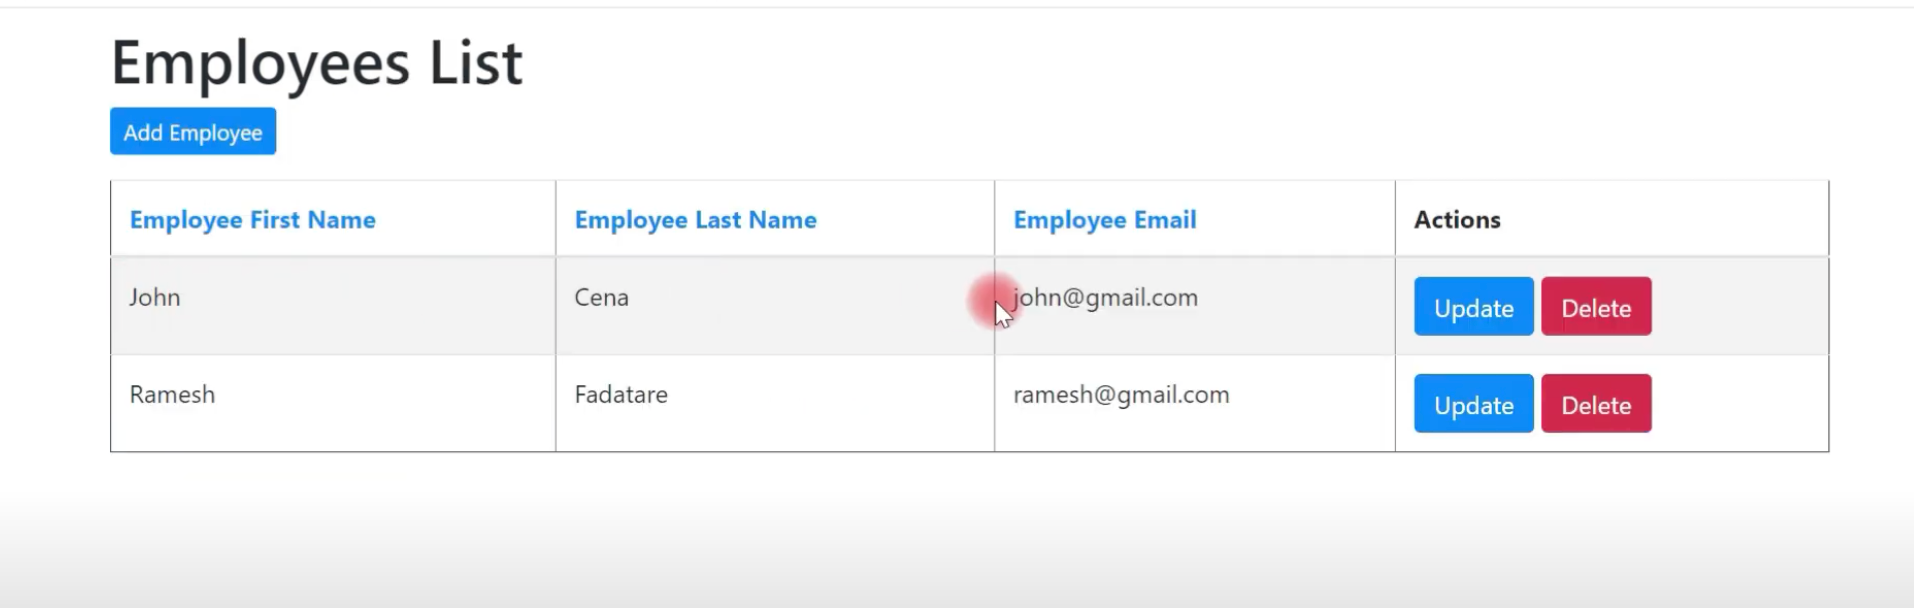 Employees List
Add Employee
Employee First Name Employee Last Name Employee Email Actions
John Cena john@gmail.com Update Delete
Ramesh Fadatare ramesh@gmail.com Update Delete